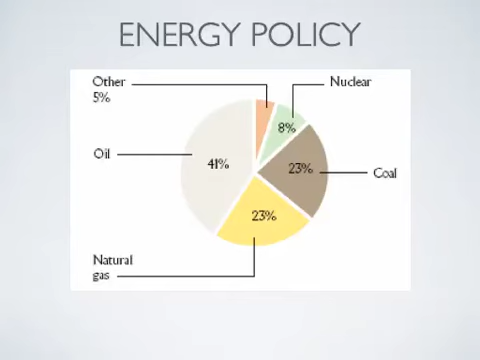 ENERGY POLICY
Other
5%
Nuclear
8%
Oil
41%
23%
Coal
23%
Natural
gas